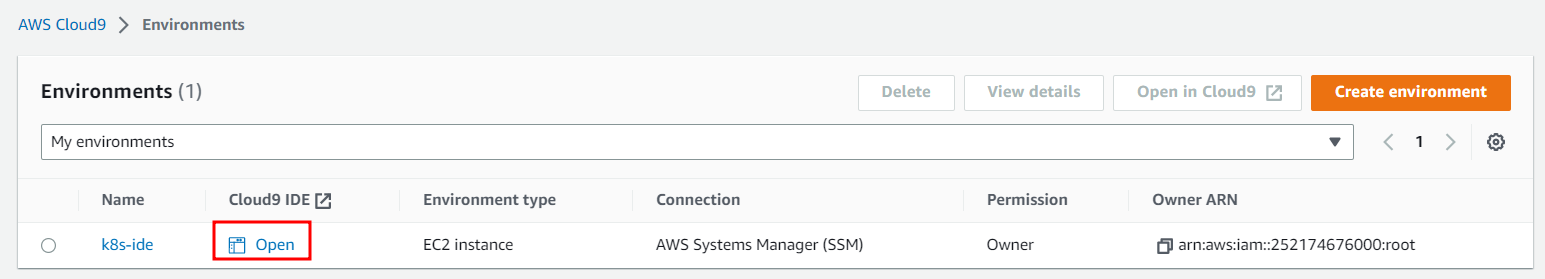 AWS Cloud9 > Environments
Environments (1)
Delete View details Open in Cloud9 Create environment
My environments 1
Name Cloud9 IDE Environment type Connection Permission Owner ARN
k8s-ide Open EC2 instance AWS Systems Manager (SSM) Owner arn:aws:iam::252174676000:root